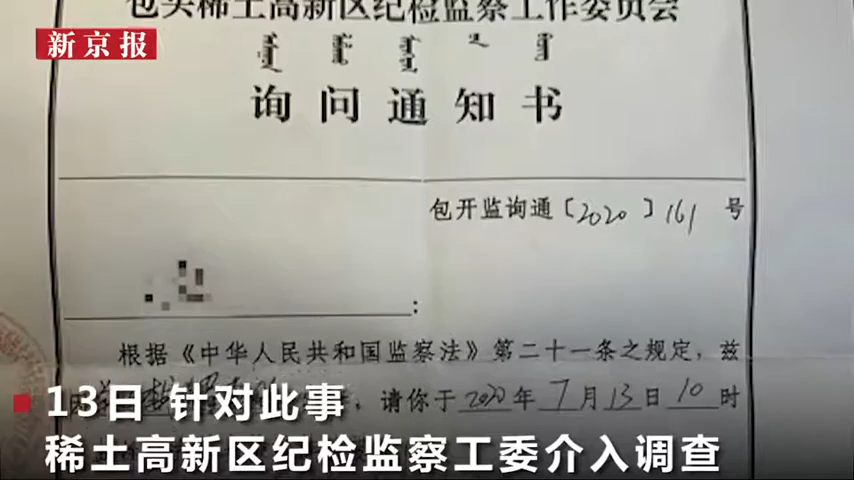 包头稀土高新区纪检监察工作委员会
新京报
询问通知书
包开监询通〔2020〕161号
:
根据《中华人民共和国监察法》第二十一条之规定，兹
，请你于2020年7月13日10时
13日 针对此事
稀土高新区纪检监察工委介入调查